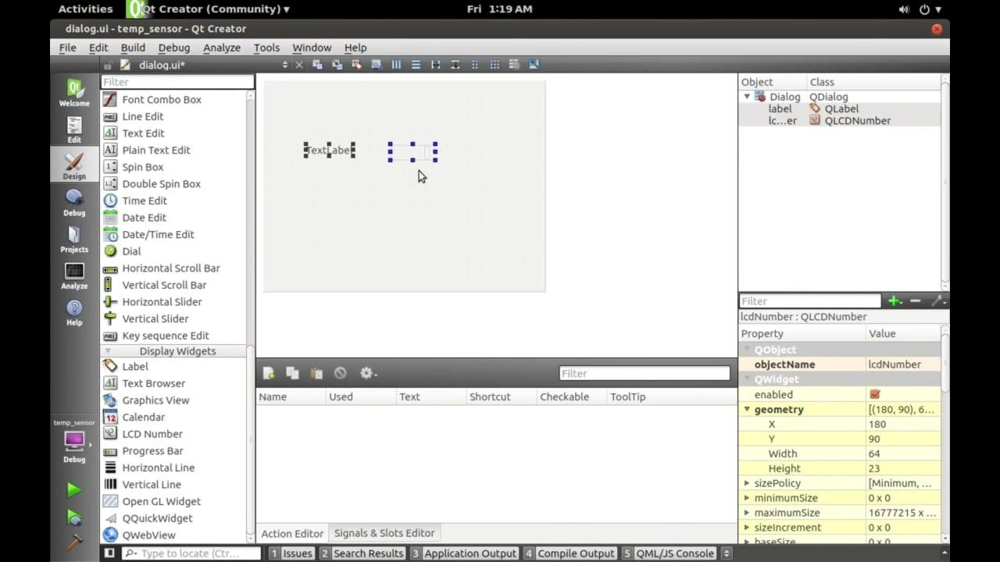 Activities Qt Creator (Community) ▾ Fri 1:19 AM
dialog.ui - temp_sensor - Qt Creator
File Edit Build Debug Analyze Tools Window Help
dialog.ui*
Welcome
Edit
Design
Debug
Projects
Analyze
Help
temp_sensor
Debug
Filter
Font Combo Box
Line Edit
Text Edit
Plain Text Edit
Spin Box
Double Spin Box
Time Edit
Date Edit
Date/Time Edit
Dial
Horizontal Scroll Bar
Vertical Scroll Bar
Horizontal Slider
Vertical Slider
Key sequence Edit
Display Widgets
Label
Text Browser
Graphics View
Calendar
LCD Number
Progress Bar
Horizontal Line
Vertical Line
Open GL Widget
QQuickWidget
QWebView
TextLabel
Filter
Name Used Text Shortcut Checkable ToolTip
Action Editor Signals & Slots Editor
Object Class
Dialog QDialog
label QLabel
lc...er QLCDNumber
Filter
lcdNumber : QLCDNumber
Property Value
QObject
objectName lcdNumber
QWidget
enabled
geometry [(180, 90), 6...
X 180
Y 90
Width 64
Height 23
sizePolicy [Minimum, ...
minimumSize 0 x 0
maximumSize 16777215 x ...
sizeIncrement 0 x 0
baseSize 0 x 0
Type to locate (Ctr... 1 Issues 2 Search Results 3 Application Output 4 Compile Output 5 QML/JS Console